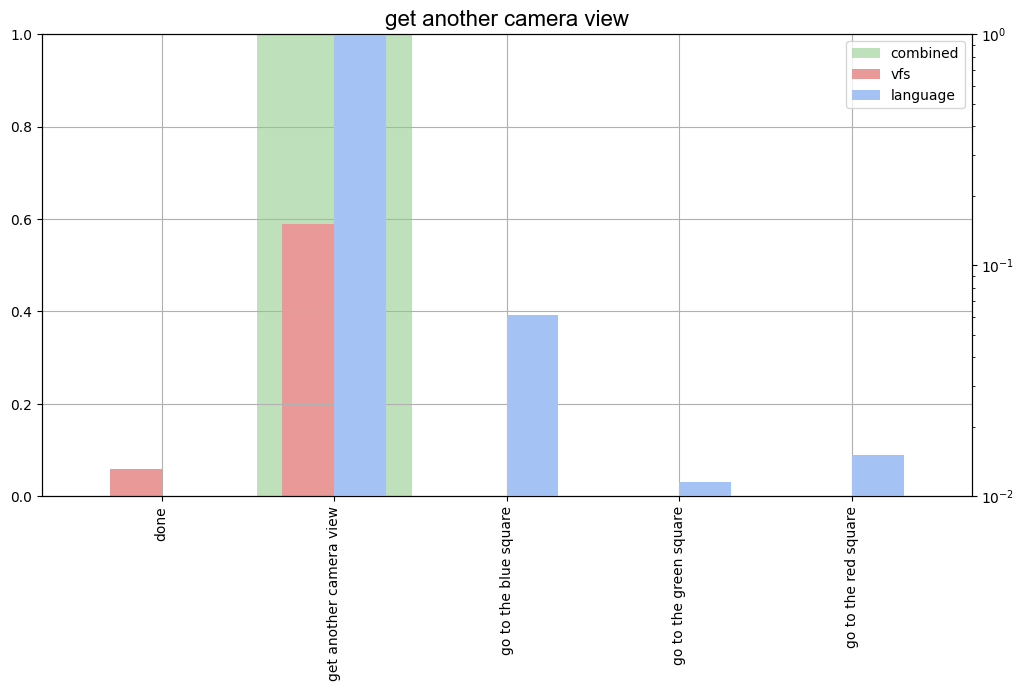 get another camera view
combined
vfs
language
1.0
0.8
0.6
0.4
0.2
0.0
10⁰
10⁻¹
10⁻²
done
get another camera view
go to the blue square
go to the green square
go to the red square